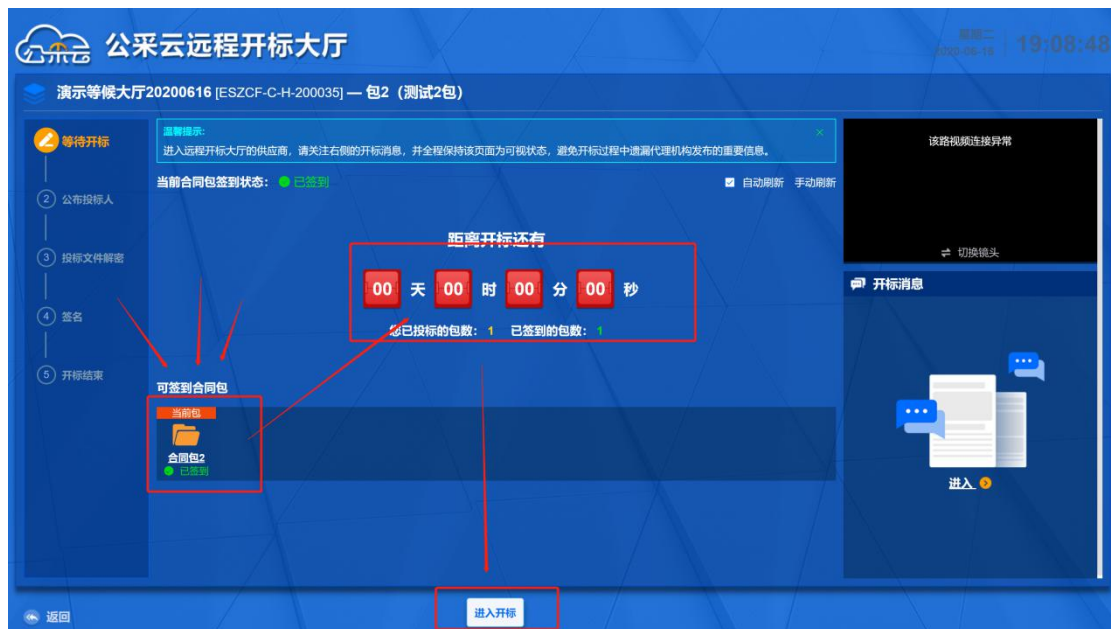 公采云 公采云远程开标大厅
星期二
2020-06-16 19:08:48
演示等候大厅20200616 [ESZCF-C-H-200035] — 包2（测试2包）
等待开标
2 公布投标人
3 投标文件解密
4 签名
5 开标结束
温馨提示: ×
进入远程开标大厅的供应商，请关注右侧的开标消息，并全程保持该页面为可视状态，避免开标过程中遗漏代理机构发布的重要信息。
当前合同包签到状态： 已签到
自动刷新 手动刷新
距离开标还有
00 天 00 时 00 分 00 秒
您已投标的包数： 1 已签到的包数： 1
可签到合同包
当前包
合同包2
已签到
该路视频连接异常
切换镜头
开标消息
进入
返回
进入开标